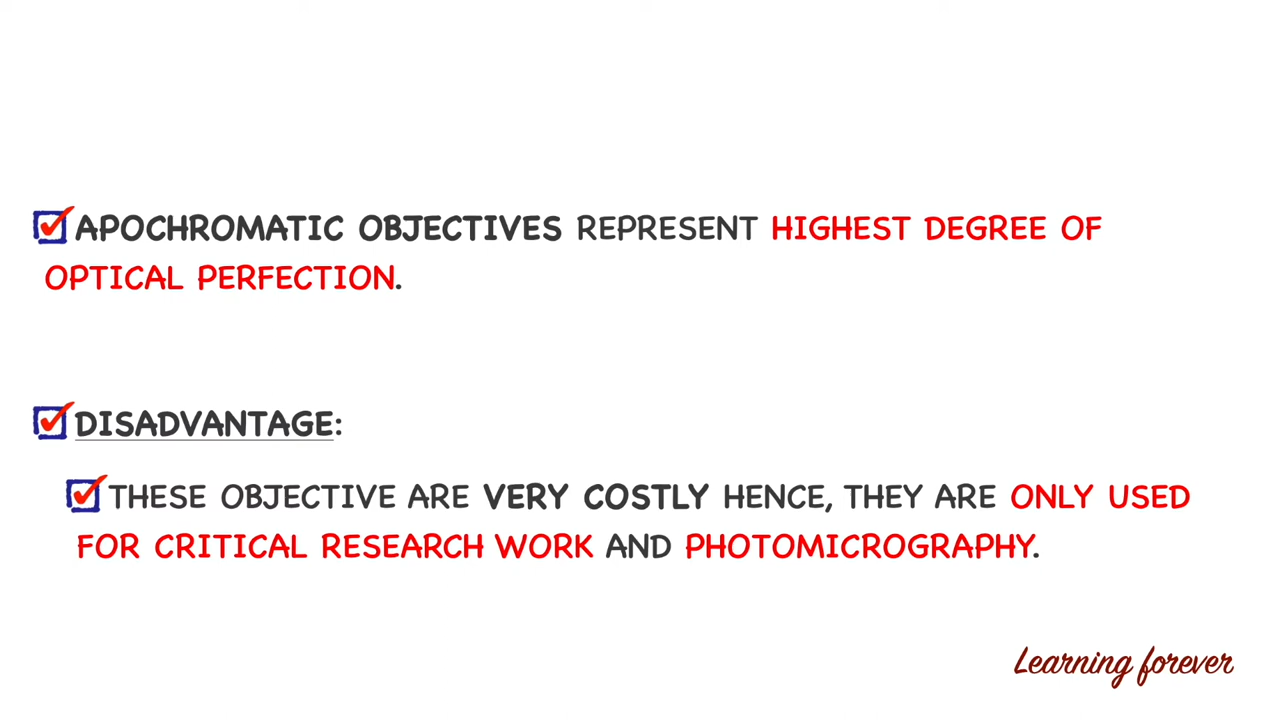 APOCHROMATIC OBJECTIVES REPRESENT HIGHEST DEGREE OF
OPTICAL PERFECTION.
DISADVANTAGE:
THESE OBJECTIVE ARE VERY COSTLY HENCE, THEY ARE ONLY USED
FOR CRITICAL RESEARCH WORK AND PHOTOMICROGRAPHY.
Learning forever